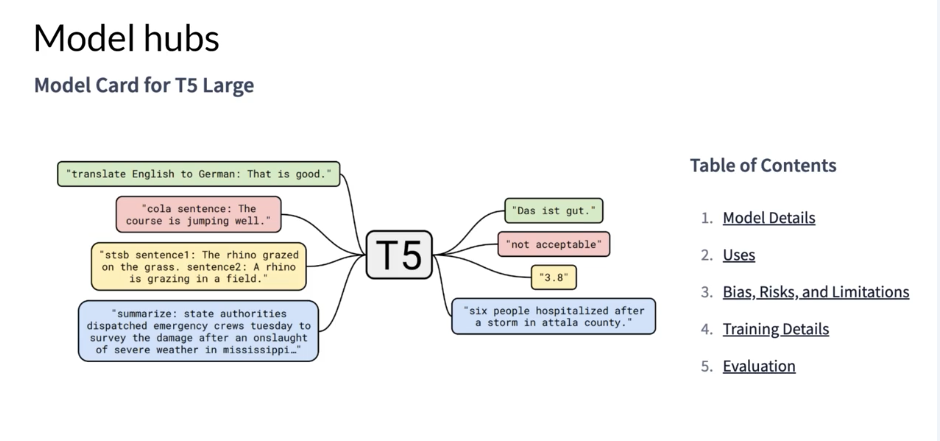 Model hubs
Model Card for T5 Large
"translate English to German: That is good."
"cola sentence: The
course is jumping well."
"stsb sentence1: The rhino grazed
on the grass. sentence2: A rhino
is grazing in a field."
"summarize: state authorities
dispatched emergency crews tuesday to
survey the damage after an onslaught
of severe weather in mississippi…"
T5
"Das ist gut."
"not acceptable"
"3.8"
"six people hospitalized after
a storm in attala county."
Table of Contents
1. Model Details
2. Uses
3. Bias, Risks, and Limitations
4. Training Details
5. Evaluation